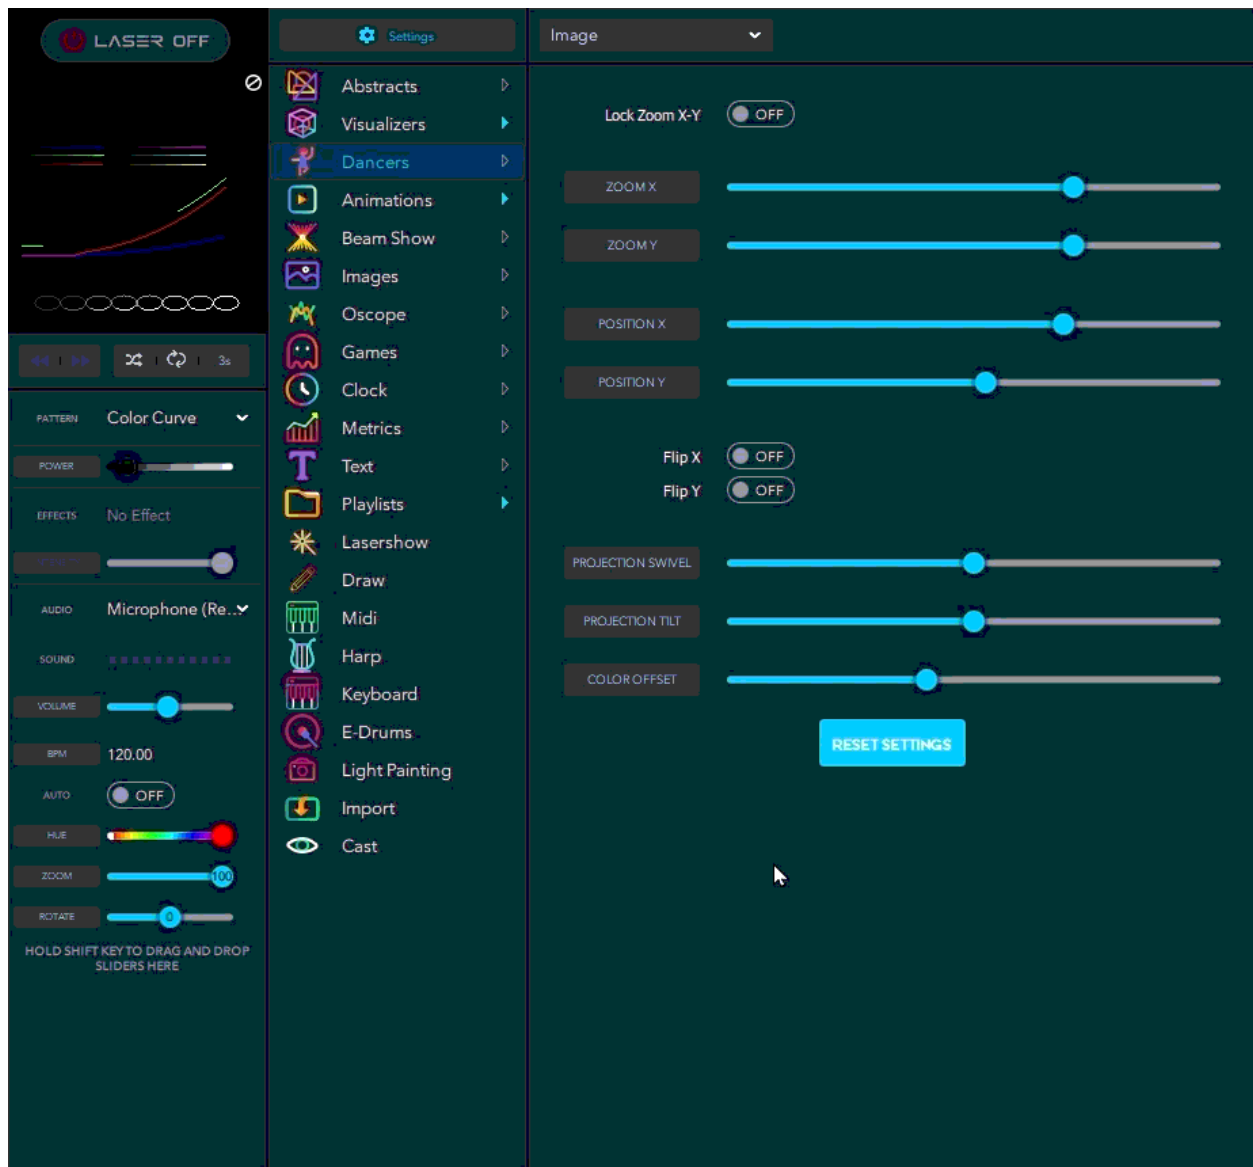 LASER OFF
3s
PATTERN Color Curve
POWER
EFFECTS No Effect
AUDIO Microphone (Re...
SOUND
VOLUME
BPM 120.00
AUTO OFF
HUE
ZOOM 100
ROTATE 0
HOLD SHIFT KEY TO DRAG AND DROP
SLIDERS HERE
Settings
Abstracts
Visualizers
Dancers
Animations
Beam Show
Images
Oscope
Games
Clock
Metrics
Text
Playlists
Lasershow
Draw
Midi
Harp
Keyboard
E-Drums
Light Painting
Import
Cast
Image
Lock Zoom X-Y OFF
ZOOM X
ZOOM Y
POSITION X
POSITION Y
Flip X OFF
Flip Y OFF
PROJECTION SWIVEL
PROJECTION TILT
COLOR OFFSET
RESET SETTINGS